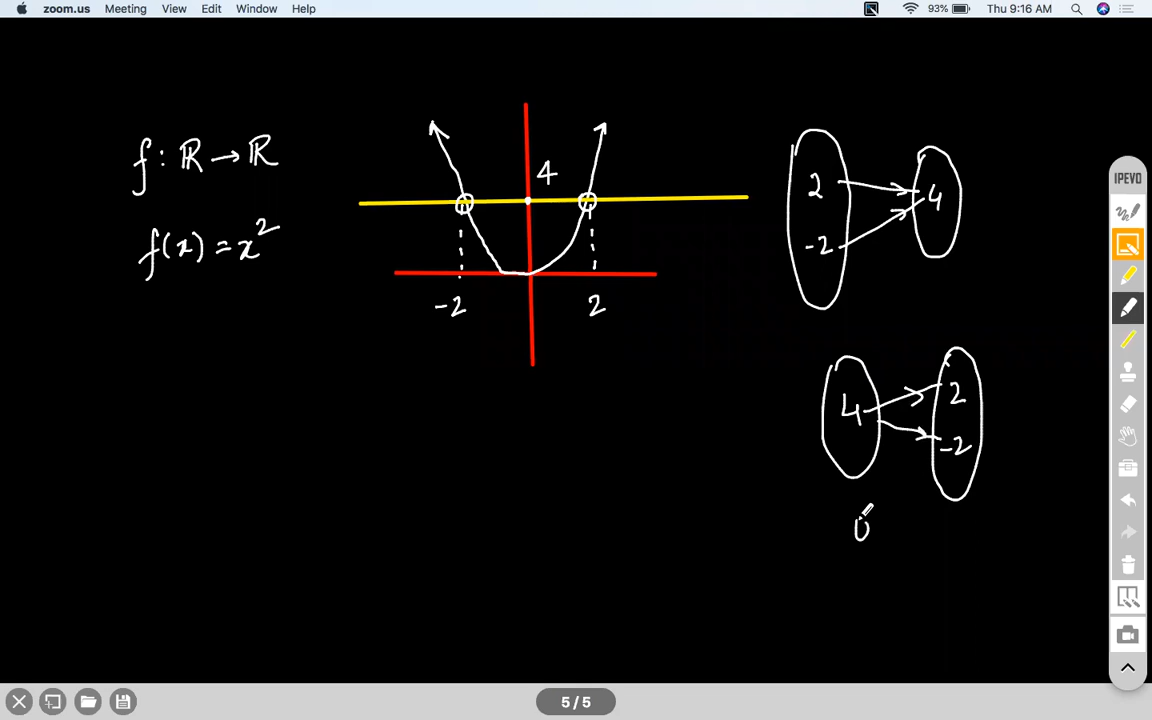 zoom.us Meeting View Edit Window Help
93% Thu 9:16 AM
f : ℝ → ℝ
f(x) = x²
4
-2
2
2
-2
4
4
2
-2
IPEVO
5 / 5